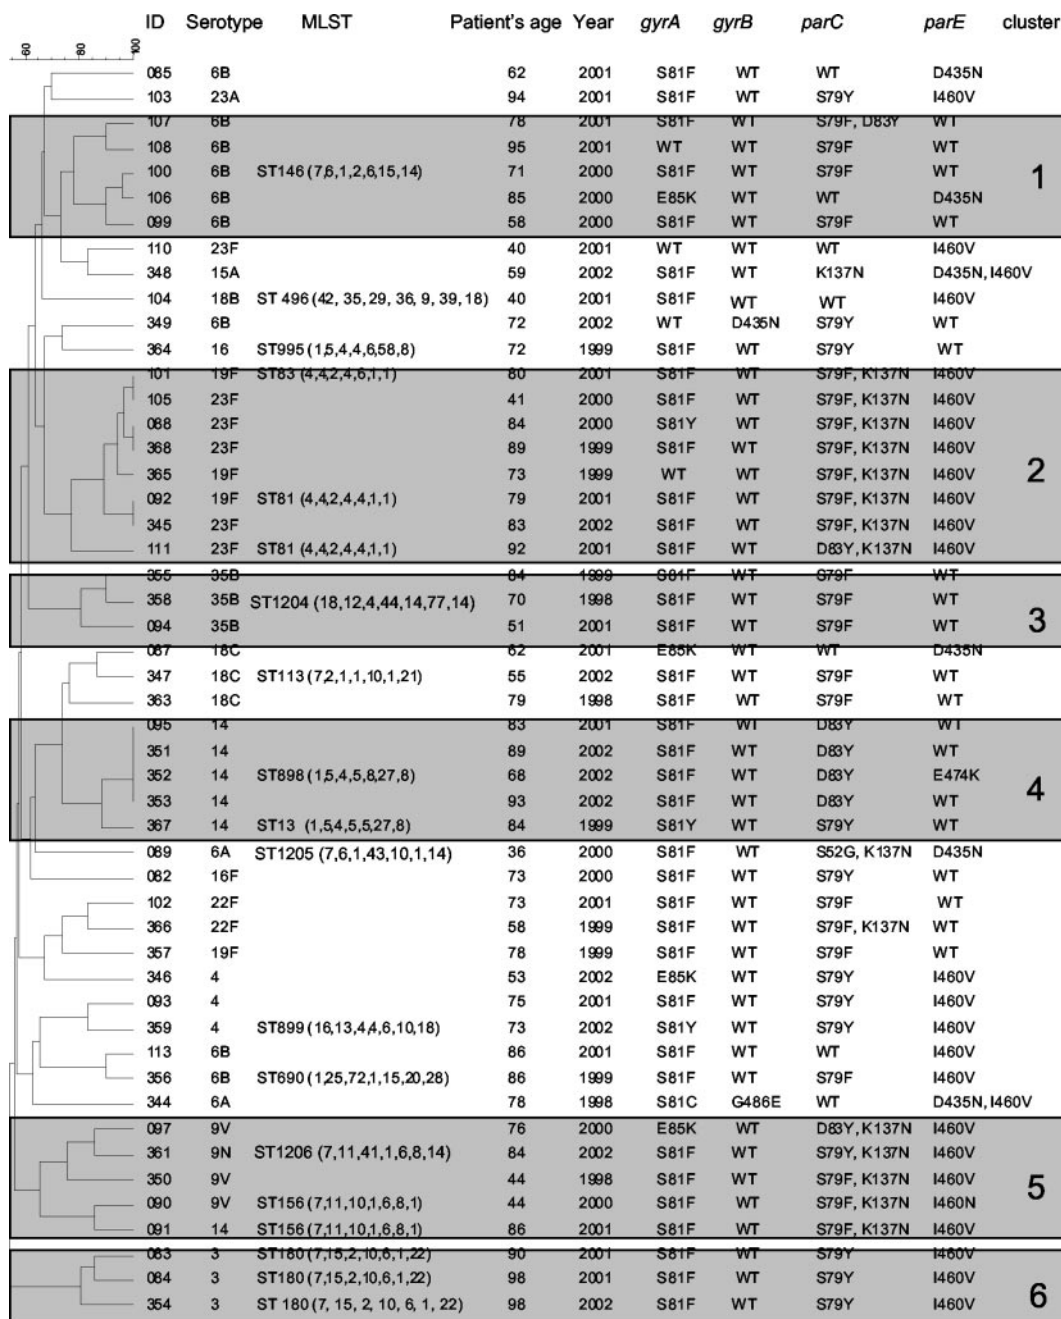 ID Serotype MLST Patient's age Year gyrA gyrB parC parE cluster
60 80 100
085 6B 62 2001 S81F WT WT D435N
103 23A 94 2001 S81F WT S79Y I460V
107 6B 78 2001 S81F WT S79F, D83Y WT
108 6B 95 2001 WT WT S79F WT
100 6B ST146 (7,6,1,2,6,15,14) 71 2000 S81F WT S79F WT 1
106 6B 85 2000 E85K WT WT D435N
099 6B 58 2000 S81F WT S79F WT
110 23F 40 2001 WT WT WT I460V
348 15A 59 2002 S81F WT K137N D435N, I460V
104 18B ST 496 (42, 35, 29, 36, 9, 39, 18) 40 2001 S81F WT WT I460V
349 6B 72 2002 WT D435N S79Y WT
364 16 ST995 (1,5,4,4,6,58,8) 72 1999 S81F WT S79Y WT
101 19F ST83 (4,4,2,4,6,1,1) 80 2001 S81F WT S79F, K137N I460V
105 23F 41 2000 S81F WT S79F, K137N I460V
088 23F 84 2000 S81Y WT S79F, K137N I460V
368 23F 89 1999 S81F WT S79F, K137N I460V
365 19F 73 1999 WT WT S79F, K137N I460V 2
092 19F ST81 (4,4,2,4,4,1,1) 79 2001 S81F WT S79F, K137N I460V
345 23F 83 2002 S81F WT S79F, K137N I460V
111 23F ST81 (4,4,2,4,4,1,1) 92 2001 S81F WT D83Y, K137N I460V
355 35B 84 1999 S81F WT S79F WT
358 35B ST1204 (18,12,4,44,14,77,14) 70 1998 S81F WT S79F WT
094 35B 51 2001 S81F WT S79F WT 3
087 18C 62 2001 E85K WT WT D435N
347 18C ST113 (7,2,1,1,10,1,21) 55 2002 S81F WT S79F WT
363 18C 79 1998 S81F WT S79F WT
095 14 83 2001 S81F WT D83Y WT
351 14 89 2002 S81F WT D83Y WT
352 14 ST898 (1,5,4,5,8,27,8) 68 2002 S81F WT D83Y E474K 4
353 14 93 2002 S81F WT D83Y WT
367 14 ST13 (1,5,4,5,5,27,8) 84 1999 S81Y WT S79Y WT
089 6A ST1205 (7,6,1,43,10,1,14) 36 2000 S81F WT S52G, K137N D435N
082 16F 73 2000 S81F WT S79Y WT
102 22F 73 2001 S81F WT S79F WT
366 22F 58 1999 S81F WT S79F, K137N WT
357 19F 78 1999 S81F WT S79F WT
346 4 53 2002 E85K WT S79Y I460V
093 4 75 2001 S81F WT S79Y I460V
359 4 ST899 (16,13,4,4,6,10,18) 73 2002 S81Y WT S79Y I460V
113 6B 86 2001 S81F WT WT I460V
356 6B ST690 (1,25,72,1,15,20,28) 86 1999 S81F WT S79F I460V
344 6A 78 1998 S81C G486E WT D435N, I460V
097 9V 76 2000 E85K WT D83Y, K137N I460V
361 9N ST1206 (7,11,41,1,6,8,14) 84 2002 S81F WT S79Y, K137N I460V
350 9V 44 1998 S81F WT S79F, K137N I460V 5
090 9V ST156 (7,11,10,1,6,8,1) 44 2000 S81F WT S79F, K137N I460N
091 14 ST156 (7,11,10,1,6,8,1) 86 2001 S81F WT S79F, K137N I460V
083 3 ST180 (7,15,2,10,6,1,22) 90 2001 S81F WT S79Y I460V
084 3 ST180 (7,15,2,10,6,1,22) 98 2001 S81F WT S79Y I460V
354 3 ST 180 (7, 15, 2, 10, 6, 1, 22) 98 2002 S81F WT S79Y I460V 6